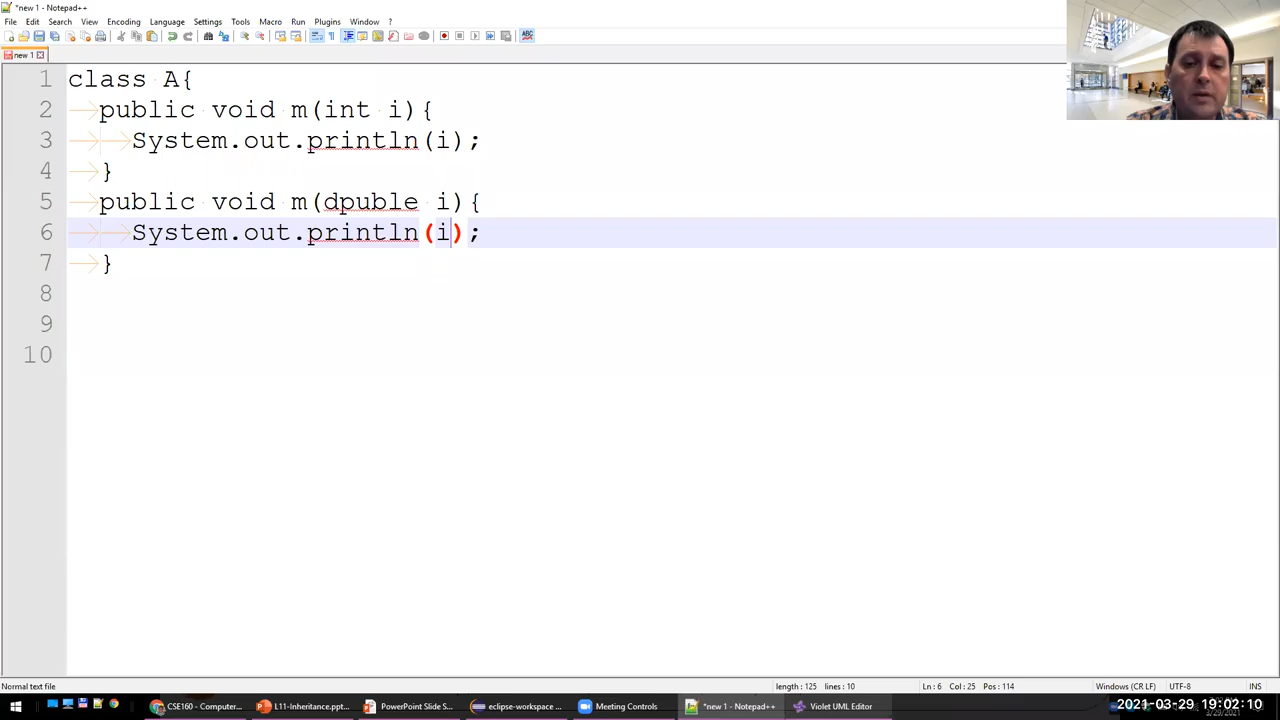 *new 1 - Notepad++
File Edit Search View Encoding Language Settings Tools Macro Run Plugins Window ?
new 1
1 class A{
2 public void m(int i){
3 System.out.println(i);
4 }
5 public void m(dpuble i){
6 System.out.println(i);
7 }
8
9
10
Normal text file length : 125 lines : 10 Ln : 6 Col : 25 Pos : 114 Windows (CR LF) UTF-8 INS
CSE160 - Computer... L11-Inheritance.ppt... PowerPoint Slide S... eclipse-workspace ... Meeting Controls *new 1 - Notepad++ Violet UML Editor 2021-03-29 19:02:10
3/29/2021